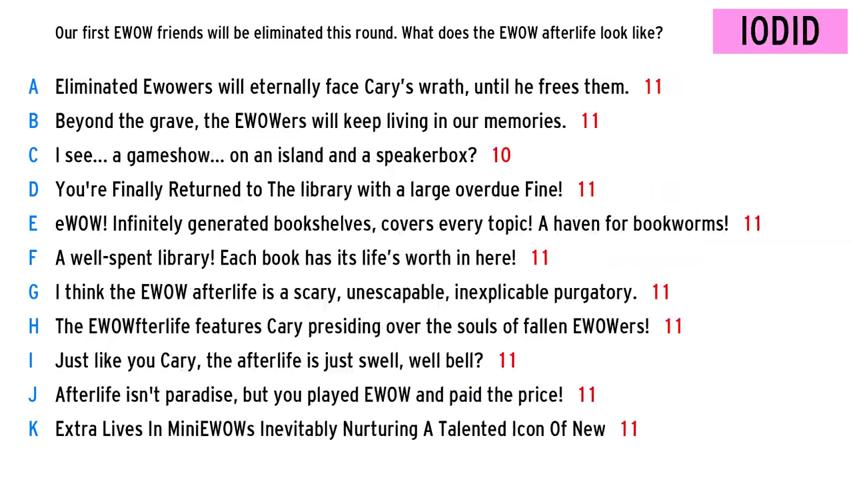 Our first EWOW friends will be eliminated this round. What does the EWOW afterlife look like?
IODID
A Eliminated Ewowers will eternally face Cary's wrath, until he frees them. 11
B Beyond the grave, the EWOWers will keep living in our memories. 11
C I see... a gameshow... on an island and a speakerbox? 10
D You're Finally Returned to The library with a large overdue Fine! 11
E eWOW! Infinitely generated bookshelves, covers every topic! A haven for bookworms! 11
F A well-spent library! Each book has its life's worth in here! 11
G I think the EWOW afterlife is a scary, unescapable, inexplicable purgatory. 11
H The EWOWfterlife features Cary presiding over the souls of fallen EWOWers! 11
I Just like you Cary, the afterlife is just swell, well bell? 11
J Afterlife isn't paradise, but you played EWOW and paid the price! 11
K Extra Lives In MiniEWOWs Inevitably Nurturing A Talented Icon Of New 11